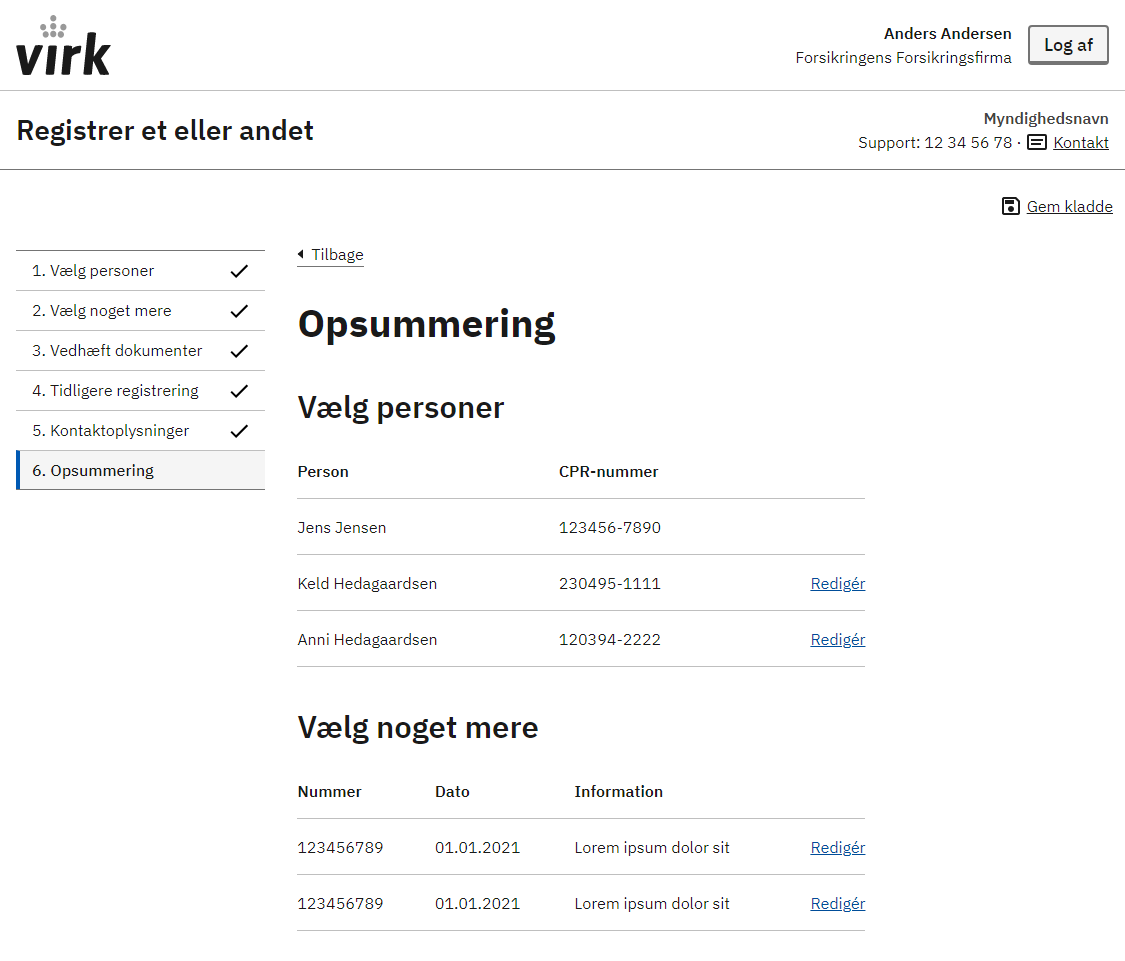 virk
Anders Andersen
Forsikringens Forsikringsfirma
Log af
Registrer et eller andet
Myndighedsnavn
Support: 12 34 56 78 · Kontakt
Gem kladde
1. Vælg personer
2. Vælg noget mere
3. Vedhæft dokumenter
4. Tidligere registrering
5. Kontaktoplysninger
6. Opsummering
Tilbage
Opsummering
Vælg personer
Person CPR-nummer
Jens Jensen 123456-7890
Keld Hedagaardsen 230495-1111 Redigér
Anni Hedagaardsen 120394-2222 Redigér
Vælg noget mere
Nummer Dato Information
123456789 01.01.2021 Lorem ipsum dolor sit Redigér
123456789 01.01.2021 Lorem ipsum dolor sit Redigér